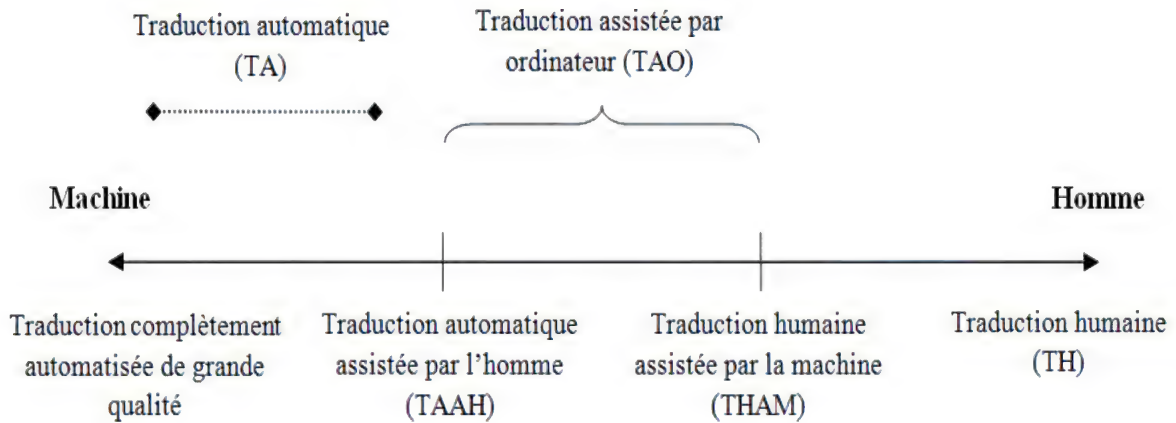 Traduction automatique
(TA)
Traduction assistée par
ordinateur (TAO)
Machine
Homme
Traduction complètement
automatisée de grande
qualité
Traduction automatique
assistée par l'homme
(TAAH)
Traduction humaine
assistée par la machine
(THAM)
Traduction humaine
(TH)